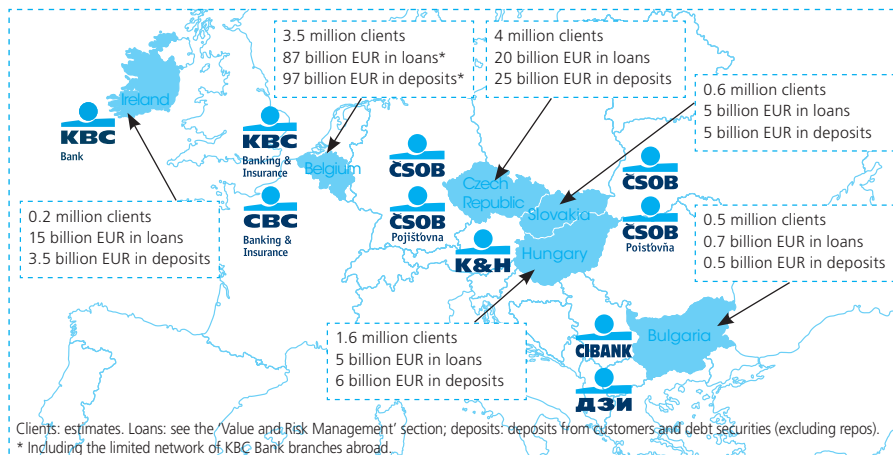 3.5 million clients
87 billion EUR in loans*
97 billion EUR in deposits*
4 million clients
20 billion EUR in loans
25 billion EUR in deposits
0.6 million clients
5 billion EUR in loans
5 billion EUR in deposits
Ireland
KBC
Bank
KBC
Banking &
Insurance
Belgium
CBC
Banking &
Insurance
ČSOB
ČSOB
Pojišťovna
Czech
Republic
Slovakia
ČSOB
ČSOB
Poisťovňa
K&H
Hungary
0.2 million clients
15 billion EUR in loans
3.5 billion EUR in deposits
0.5 million clients
0.7 billion EUR in loans
0.5 billion EUR in deposits
1.6 million clients
5 billion EUR in loans
6 billion EUR in deposits
CIBANK
Bulgaria
ДЗИ
Clients: estimates. Loans: see the ‘Value and Risk Management’ section; deposits: deposits from customers and debt securities (excluding repos).
* Including the limited network of KBC Bank branches abroad.